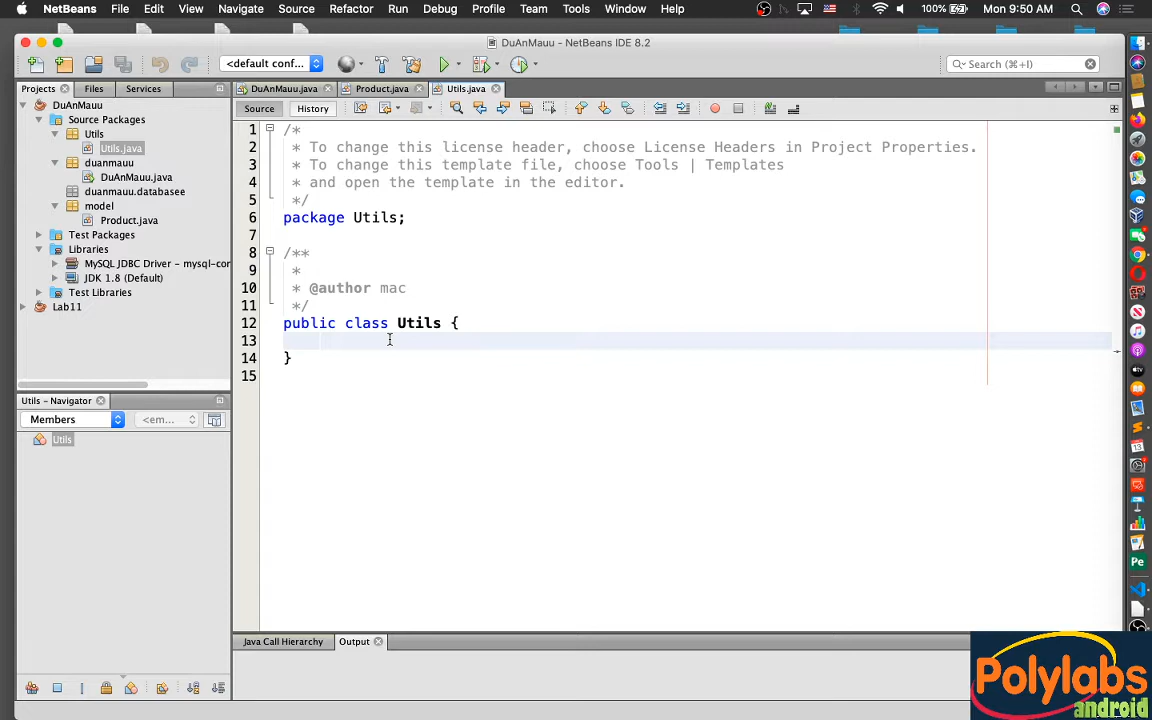 NetBeans File Edit View Navigate Source Refactor Run Debug Profile Team Tools Window Help 100% Mon 9:50 AM
DuAnMauu - NetBeans IDE 8.2
<default conf... Search (⌘+I)
Projects Files Services DuAnMauu.java Product.java Utils.java
Source History
DuAnMauu
Source Packages
Utils
Utils.java
duanmauu
DuAnMauu.java
duanmauu.databasee
model
Product.java
Test Packages
Libraries
MySQL JDBC Driver - mysql-con
JDK 1.8 (Default)
Test Libraries
Lab11
Utils - Navigator
Members <em...
Utils
1 /*
2 * To change this license header, choose License Headers in Project Properties.
3 * To change this template file, choose Tools | Templates
4 * and open the template in the editor.
5 */
6 package Utils;
7
8 /**
9 *
10 * @author mac
11 */
12 public class Utils {
13
14 }
15
Java Call Hierarchy Output
Polylabs
android